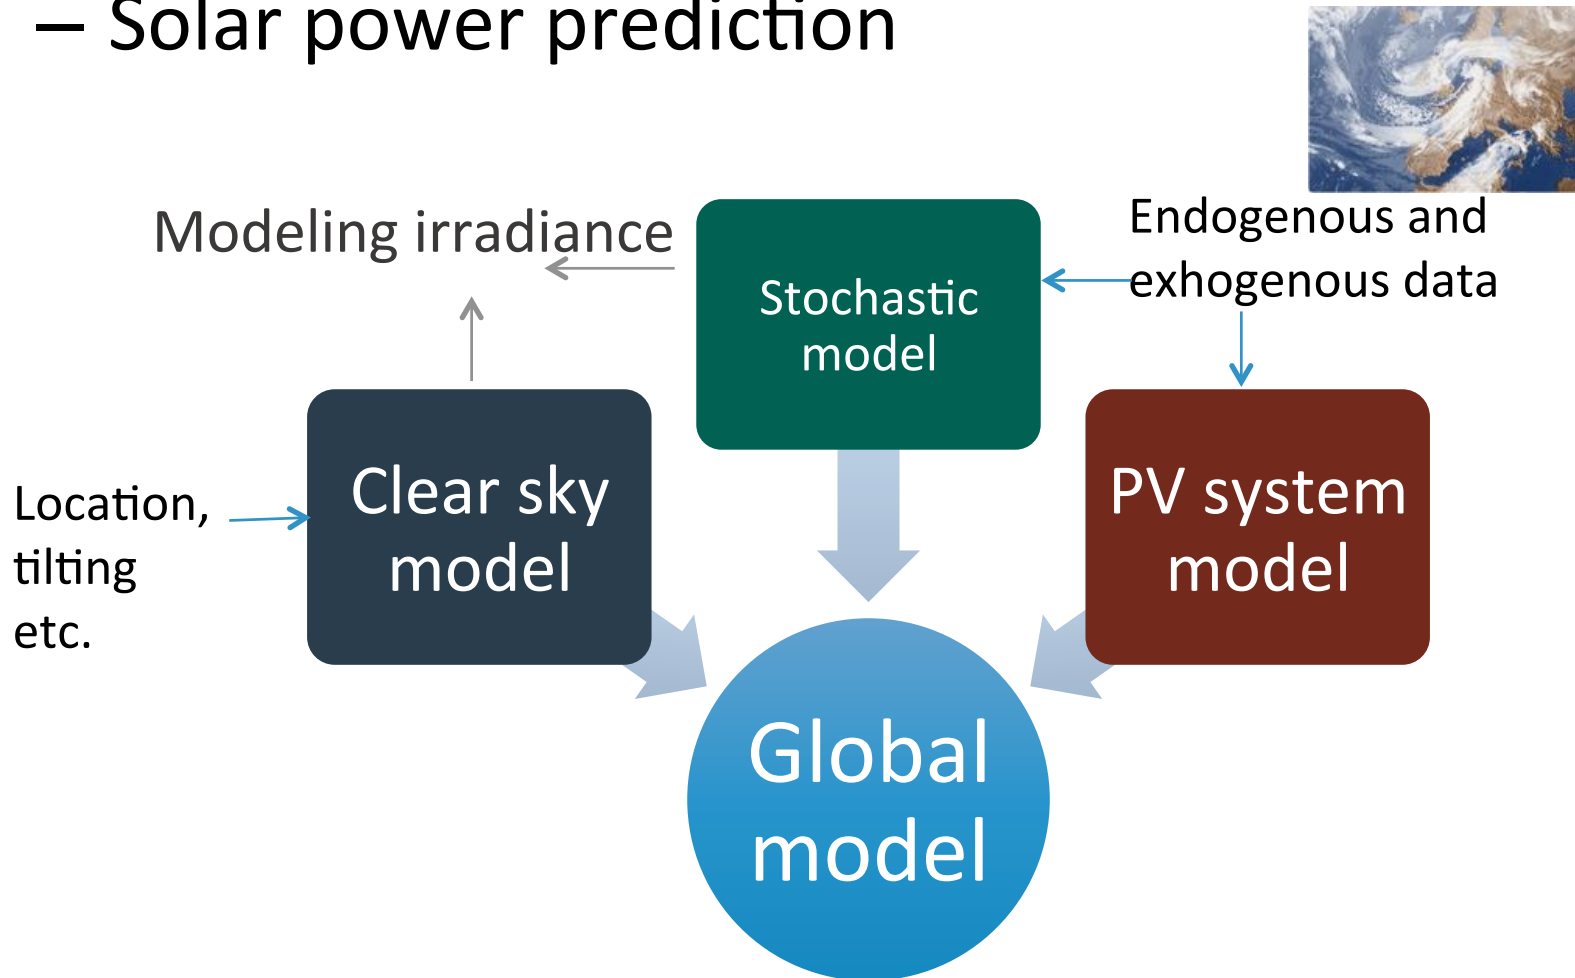 – Solar power prediction
Modeling irradiance
Endogenous and
exhogenous data
Stochastic
model
Clear sky
model
PV system
model
Location,
tilting
etc.
Global
model